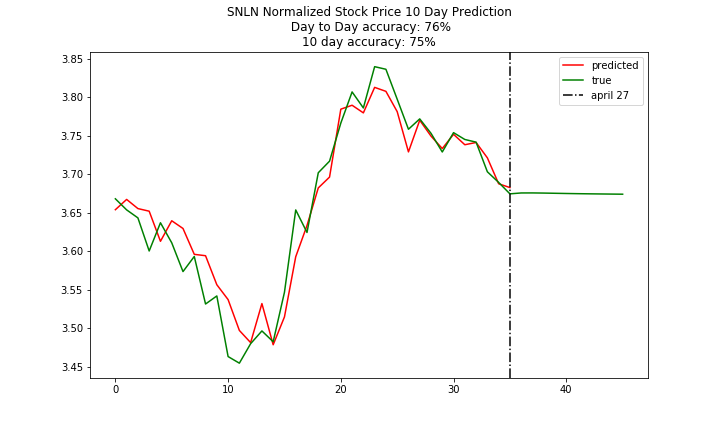 SNLN Normalized Stock Price 10 Day Prediction
Day to Day accuracy: 76%
10 day accuracy: 75%
3.85
3.80
3.75
3.70
3.65
3.60
3.55
3.50
3.45
0
10
20
30
40
predicted
true
april 27